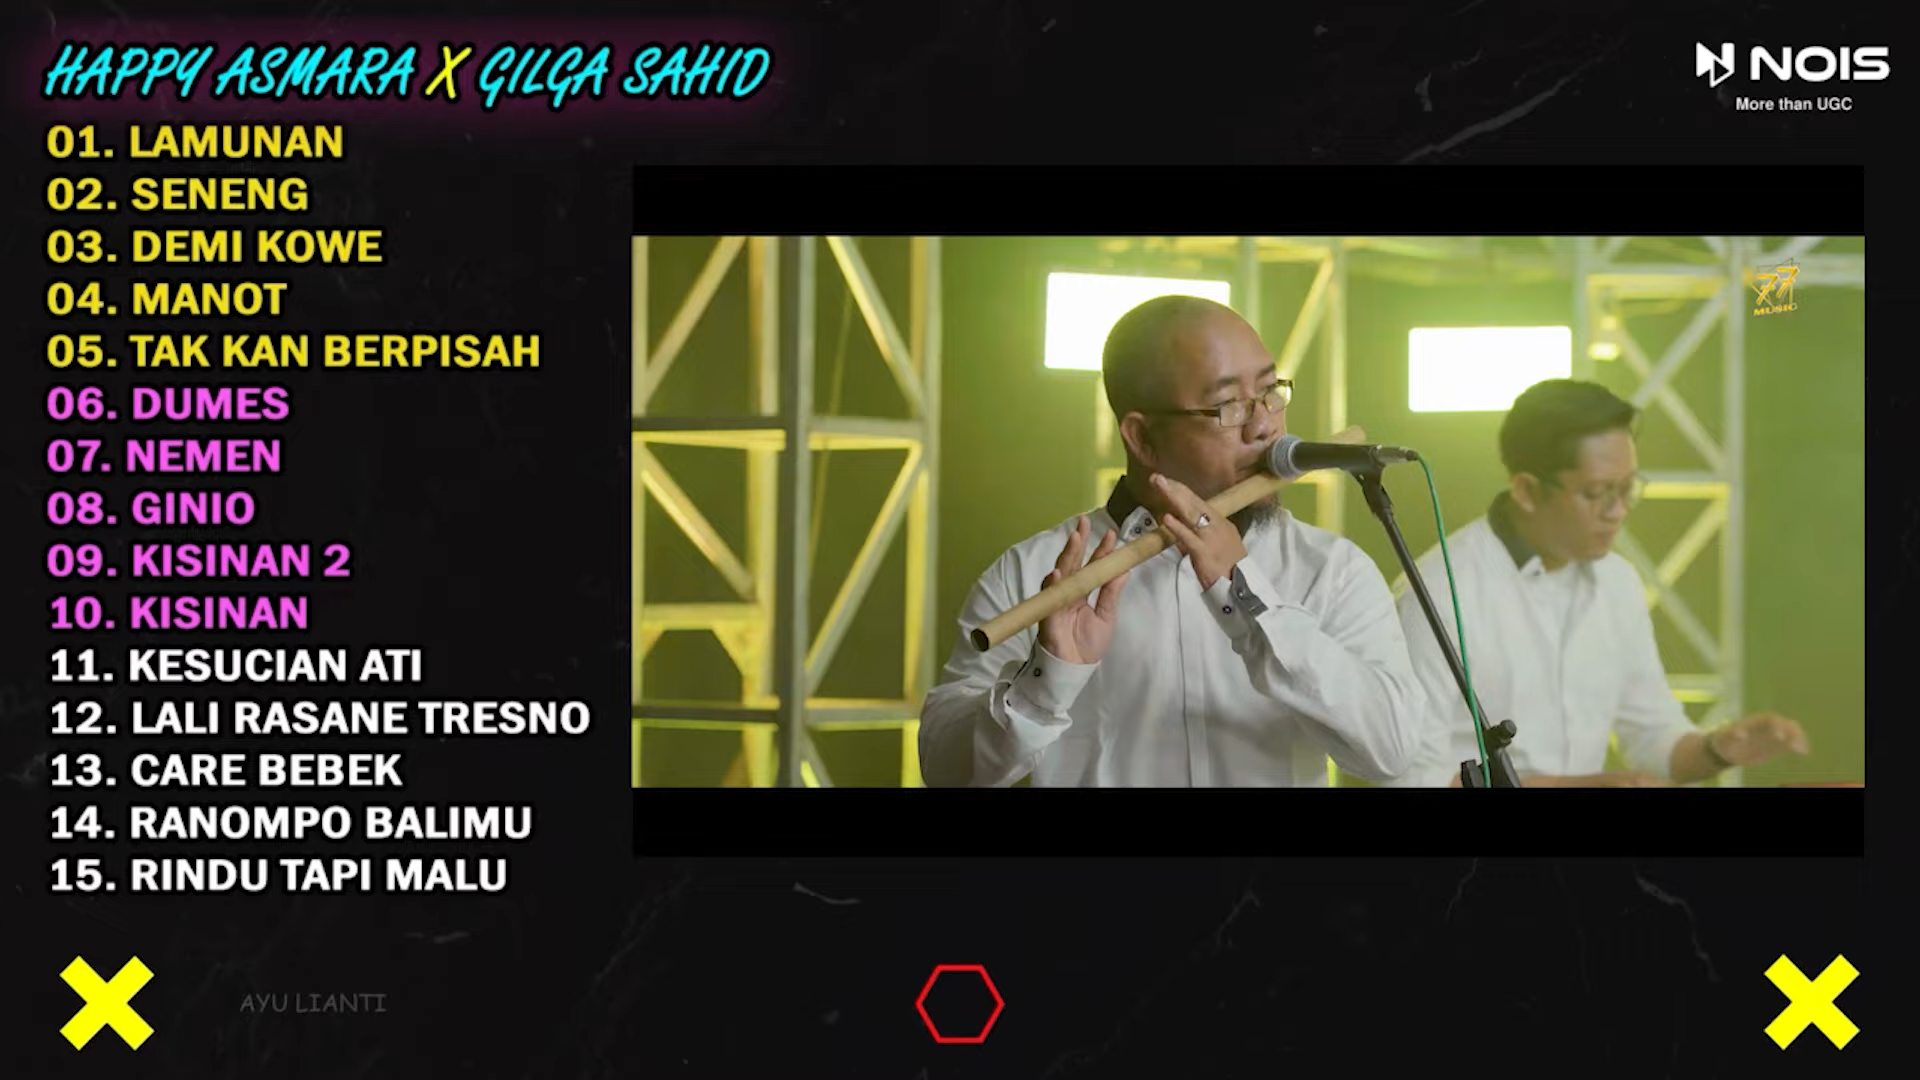 HAPPY ASMARA X GILGA SAHID
NOIS
More than UGC
01. LAMUNAN
02. SENENG
03. DEMI KOWE
04. MANOT
05. TAK KAN BERPISAH
06. DUMES
07. NEMEN
08. GINIO
09. KISINAN 2
10. KISINAN
11. KESUCIAN ATI
12. LALI RASANE TRESNO
13. CARE BEBEK
14. RANOMPO BALIMU
15. RINDU TAPI MALU
77
MUSIC
AYU LIANTI